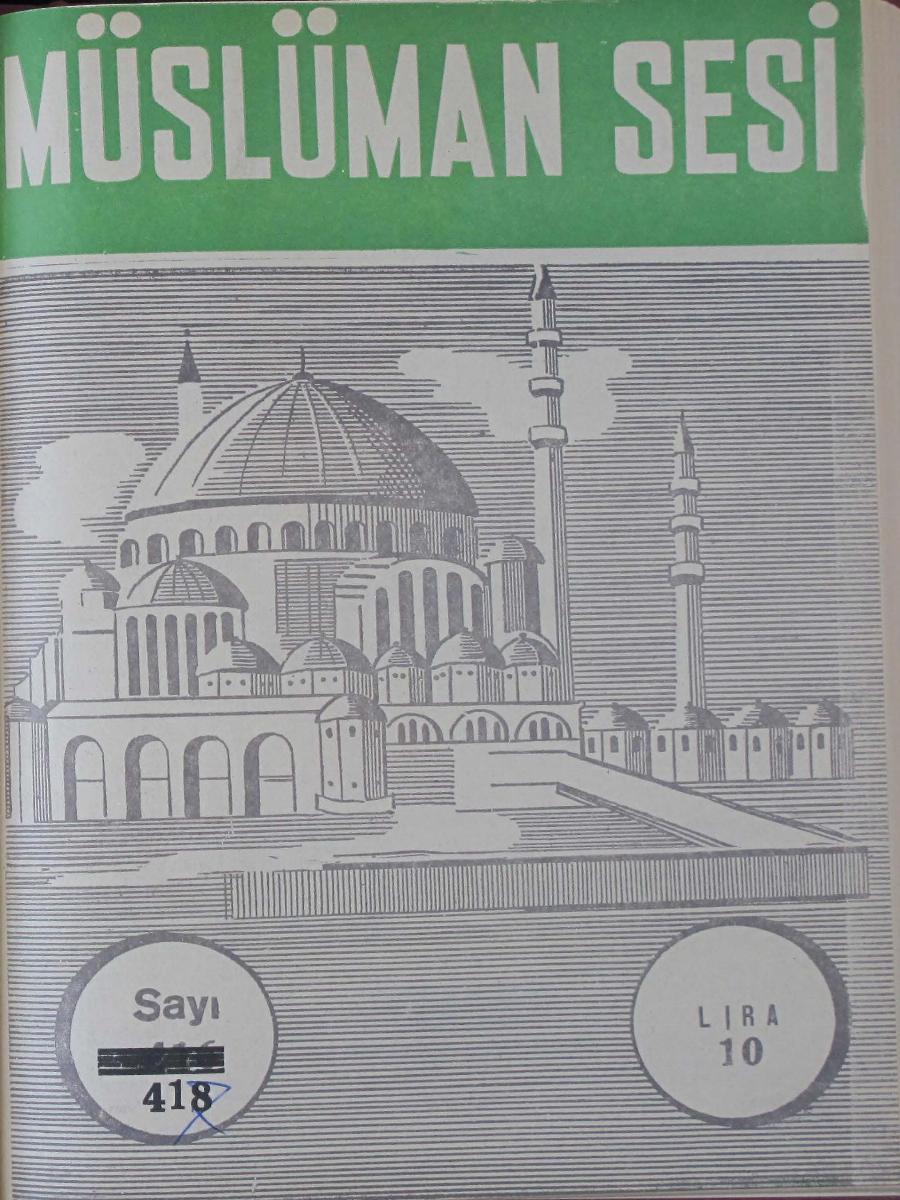 MÜSLÜMAN SESİ
Sayı
418
LIRA
10